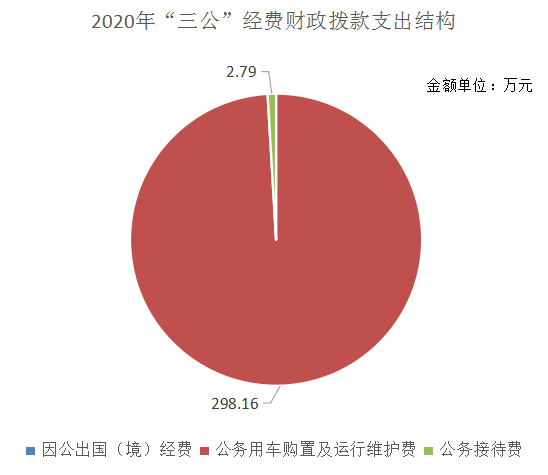 2020年“三公”经费财政拨款支出结构
2.79
金额单位：万元
298.16
因公出国（境）经费 公务用车购置及运行维护费 公务接待费